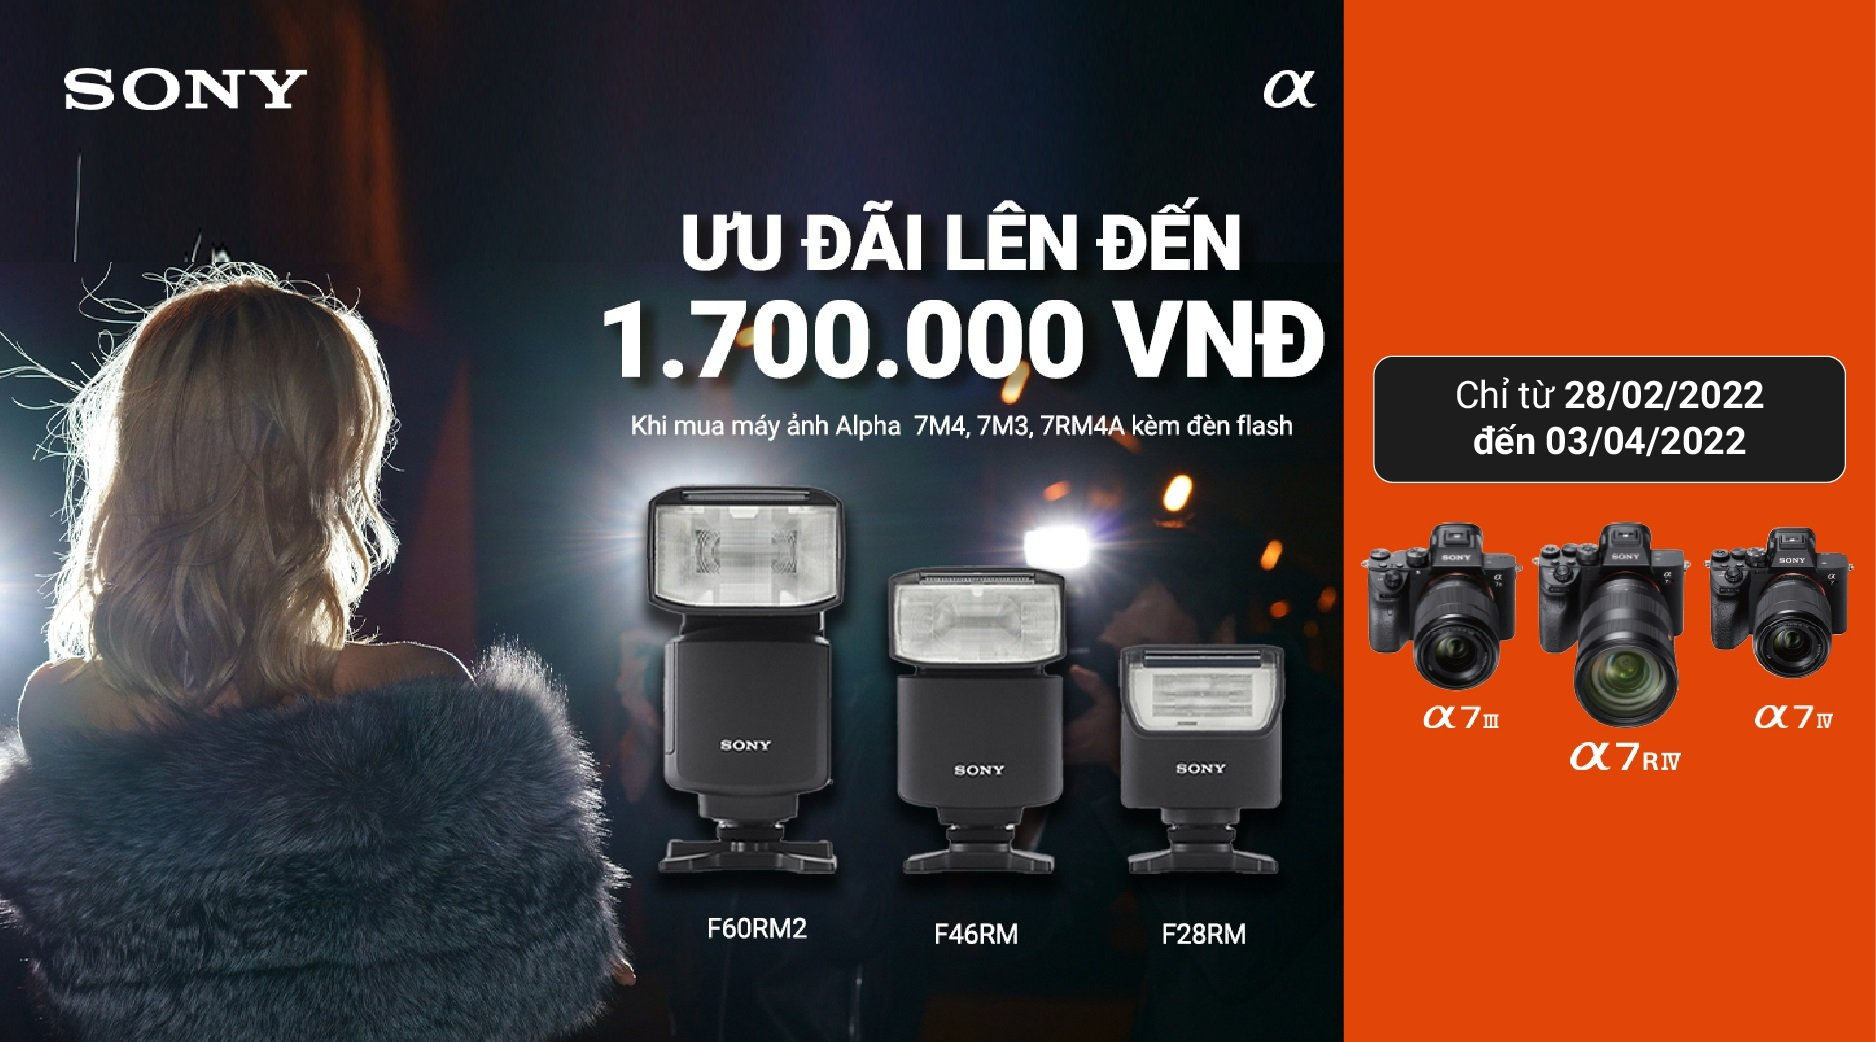 SONY
α
ƯU ĐÃI LÊN ĐẾN
1.700.000 VNĐ
Khi mua máy ảnh Alpha 7M4, 7M3, 7RM4A kèm đèn flash
SONY
SONY
SONY
F60RM2
F46RM
F28RM
Chỉ từ 28/02/2022
đến 03/04/2022
SONY
SONY
SONY
α7III
α7RIV
α7IV